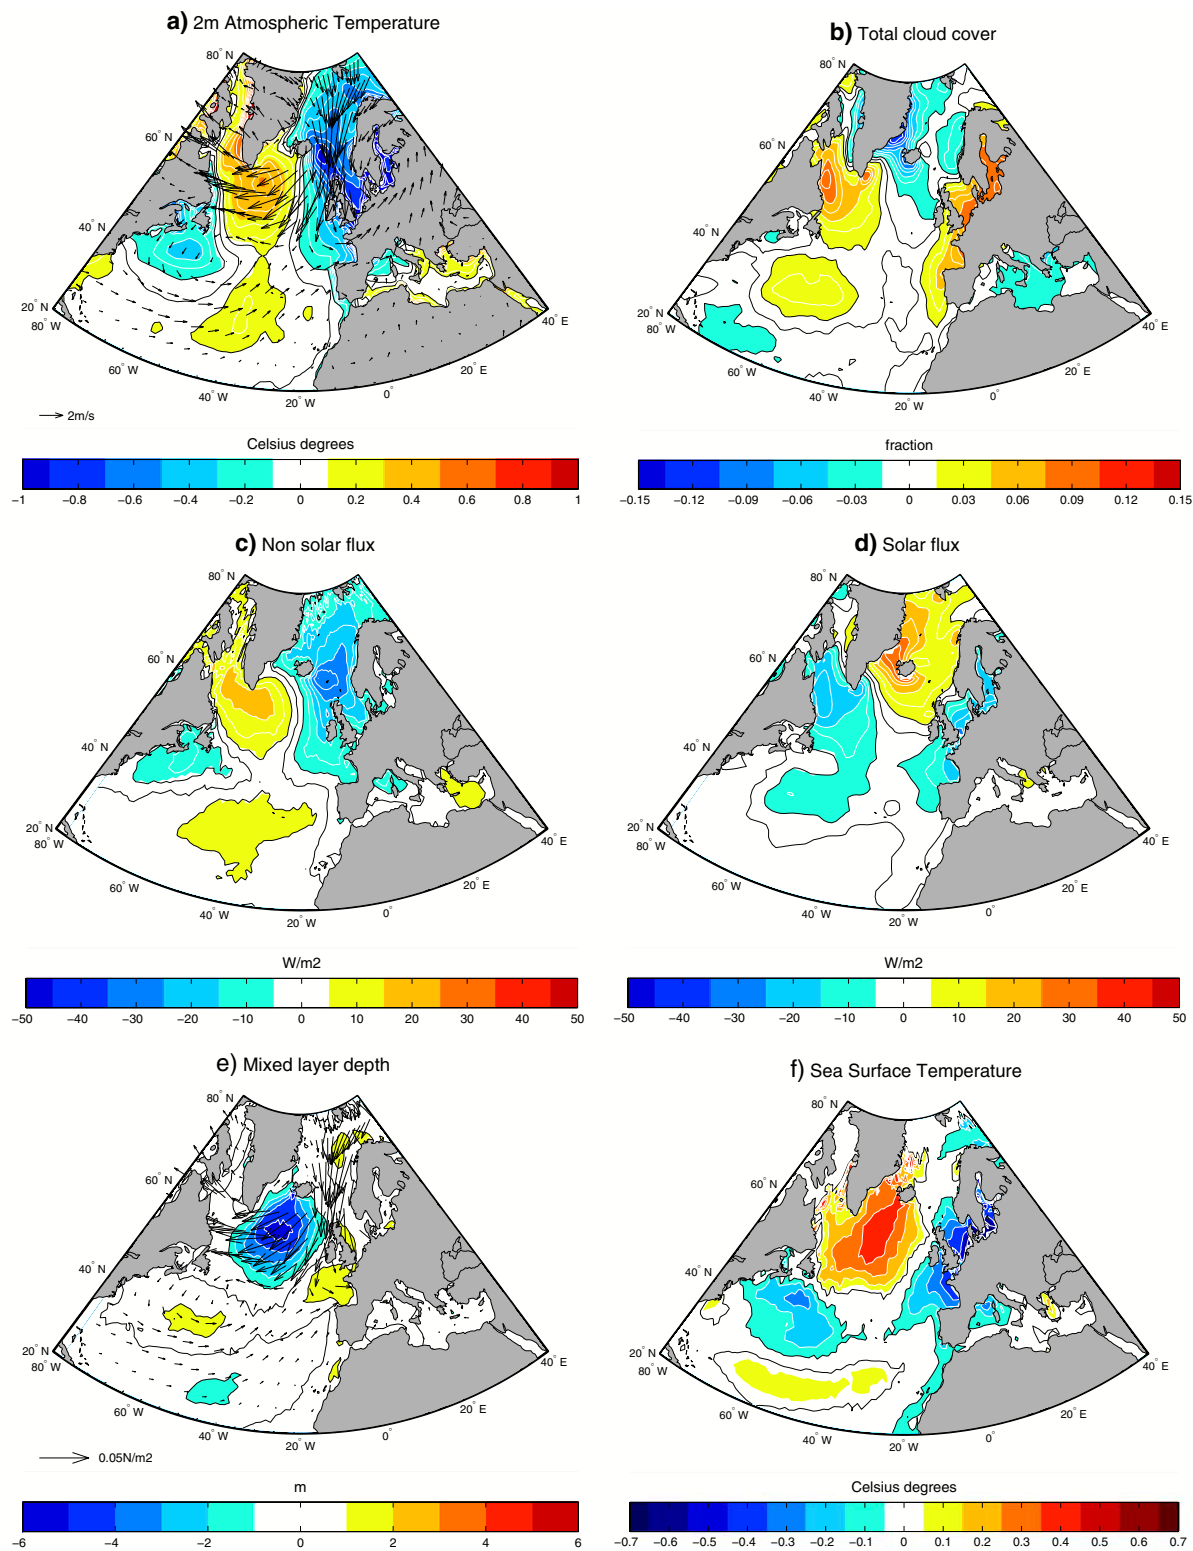 a) 2m Atmospheric Temperature
80° N
60° N
40° N
20° N
80° W
60° W
40° W
20° W
0°
20° E
40° E
2m/s
Celsius degrees
−1 −0.8 −0.6 −0.4 −0.2 0 0.2 0.4 0.6 0.8 1
b) Total cloud cover
80° N
60° N
40° N
20° N
80° W
60° W
40° W
20° W
0°
20° E
40° E
fraction
−0.15 −0.12 −0.09 −0.06 −0.03 0 0.03 0.06 0.09 0.12 0.15
c) Non solar flux
80° N
60° N
40° N
20° N
80° W
60° W
40° W
20° W
0°
20° E
40° E
W/m2
−50 −40 −30 −20 −10 0 10 20 30 40 50
d) Solar flux
80° N
60° N
40° N
20° N
80° W
60° W
40° W
20° W
0°
20° E
40° E
W/m2
−50 −40 −30 −20 −10 0 10 20 30 40 50
e) Mixed layer depth
80° N
60° N
40° N
20° N
80° W
60° W
40° W
20° W
0°
20° E
40° E
0.05N/m2
m
−6 −4 −2 0 2 4 6
f) Sea Surface Temperature
80° N
60° N
40° N
20° N
80° W
60° W
40° W
20° W
0°
20° E
40° E
Celsius degrees
−0.7 −0.6 −0.5 −0.4 −0.3 −0.2 −0.1 0 0.1 0.2 0.3 0.4 0.5 0.6 0.7